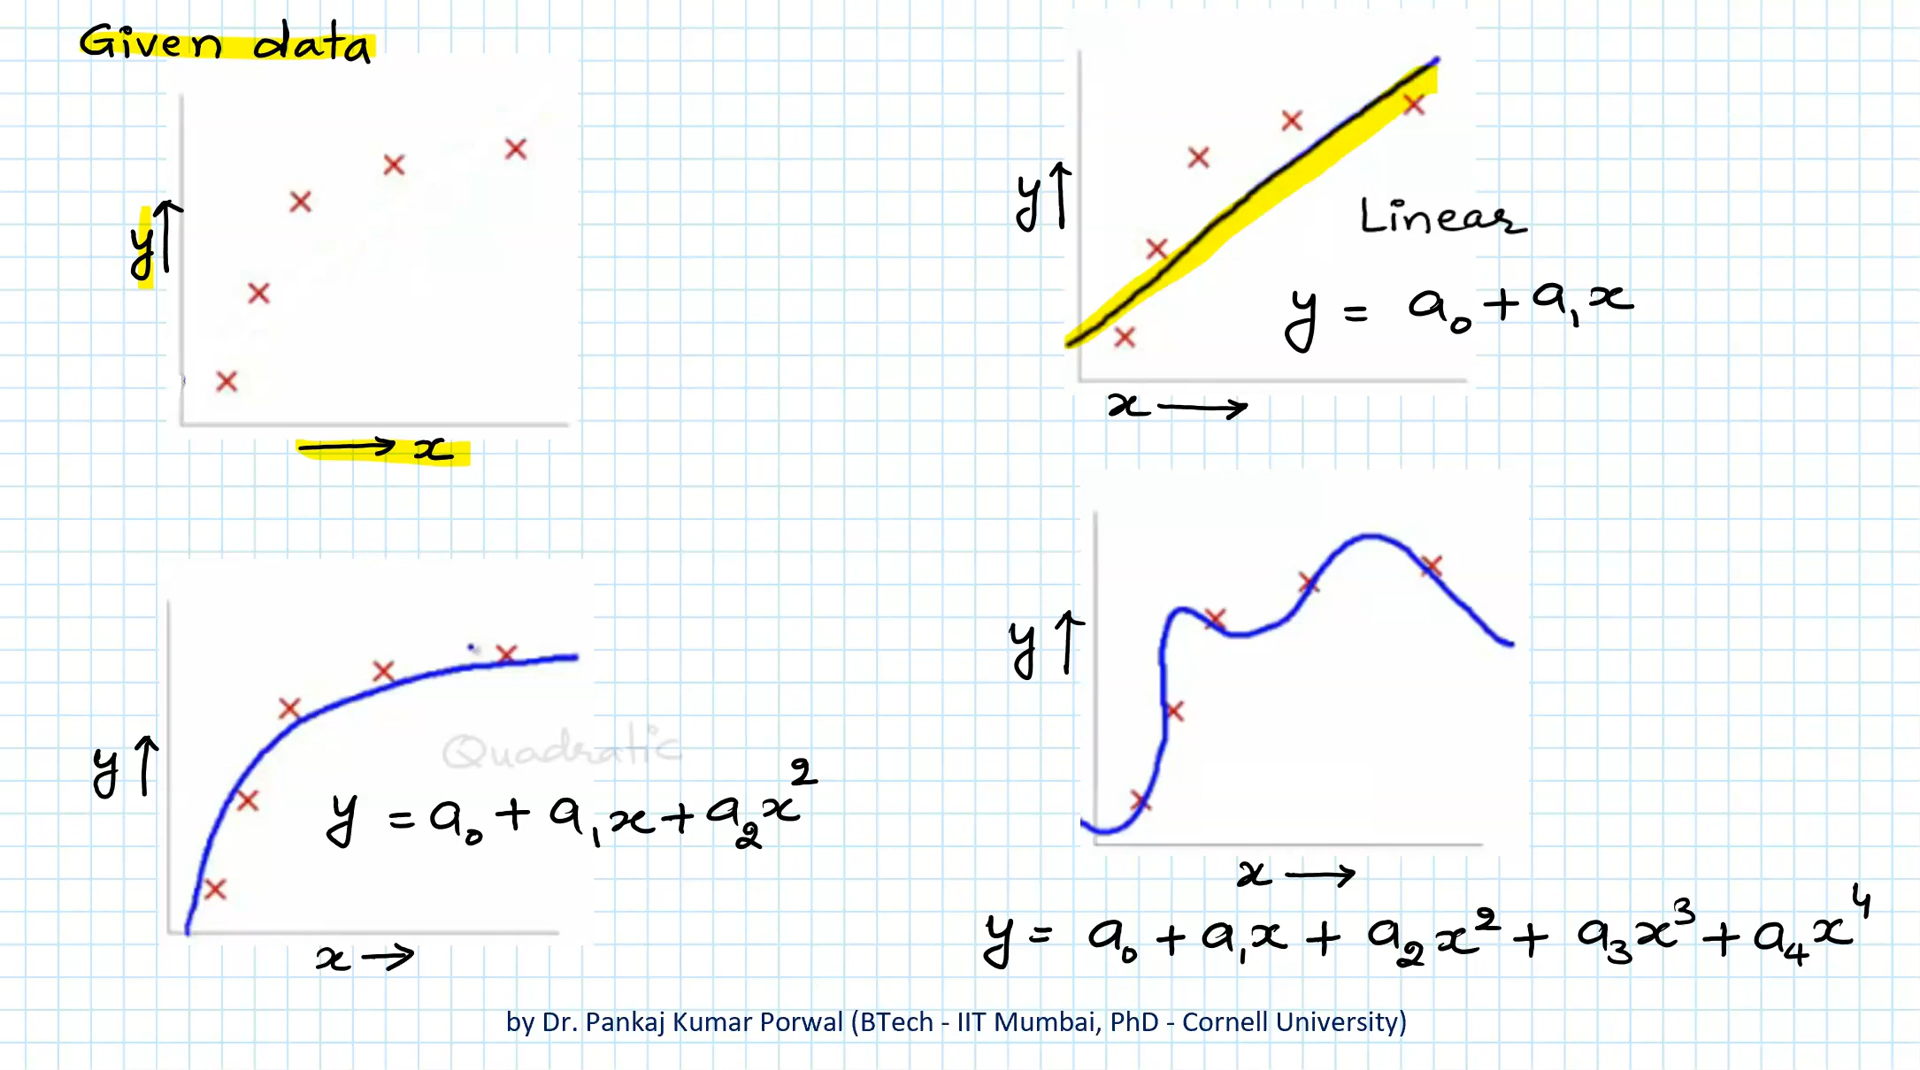 Given data
y↑
⟶ x
y↑
Linear
y = a₀ + a₁x
x ⟶
y↑
Quadratic
y = a₀ + a₁x + a₂x²
x →
y↑
x →
y = a₀ + a₁x + a₂x² + a₃x³ + a₄x⁴
by Dr. Pankaj Kumar Porwal (BTech - IIT Mumbai, PhD - Cornell University)